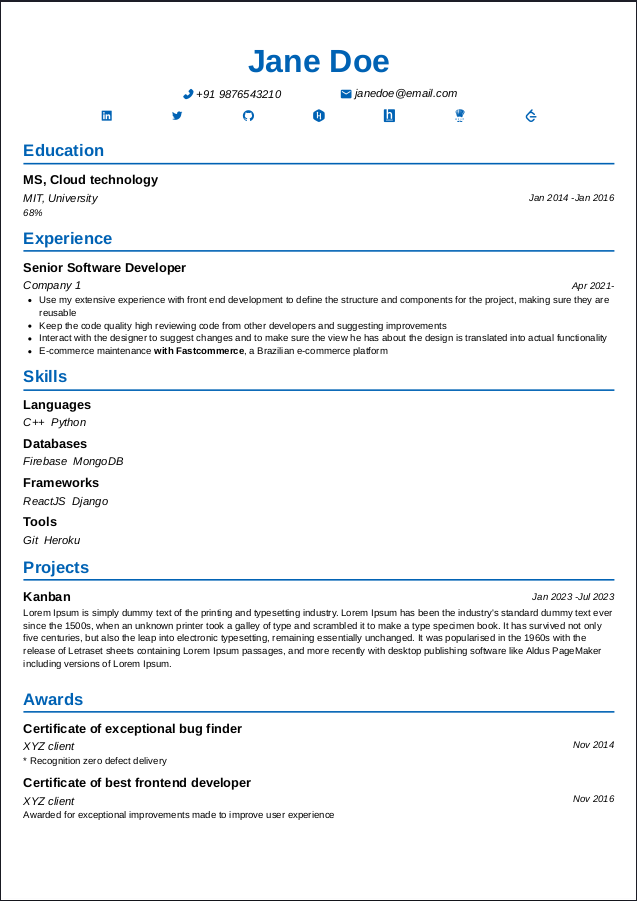 Jane Doe
+91 9876543210 janedoe@email.com
Education
MS, Cloud technology
MIT, University Jan 2014 -Jan 2016
68%
Experience
Senior Software Developer
Company 1 Apr 2021-
• Use my extensive experience with front end development to define the structure and components for the project, making sure they are
reusable
• Keep the code quality high reviewing code from other developers and suggesting improvements
• Interact with the designer to suggest changes and to make sure the view he has about the design is translated into actual functionality
• E-commerce maintenance with Fastcommerce, a Brazilian e-commerce platform
Skills
Languages
C++ Python
Databases
Firebase MongoDB
Frameworks
ReactJS Django
Tools
Git Heroku
Projects
Kanban Jan 2023 -Jul 2023
Lorem Ipsum is simply dummy text of the printing and typesetting industry. Lorem Ipsum has been the industry's standard dummy text ever
since the 1500s, when an unknown printer took a galley of type and scrambled it to make a type specimen book. It has survived not only
five centuries, but also the leap into electronic typesetting, remaining essentially unchanged. It was popularised in the 1960s with the
release of Letraset sheets containing Lorem Ipsum passages, and more recently with desktop publishing software like Aldus PageMaker
including versions of Lorem Ipsum.
Awards
Certificate of exceptional bug finder
XYZ client Nov 2014
* Recognition zero defect delivery
Certificate of best frontend developer
XYZ client Nov 2016
Awarded for exceptional improvements made to improve user experience